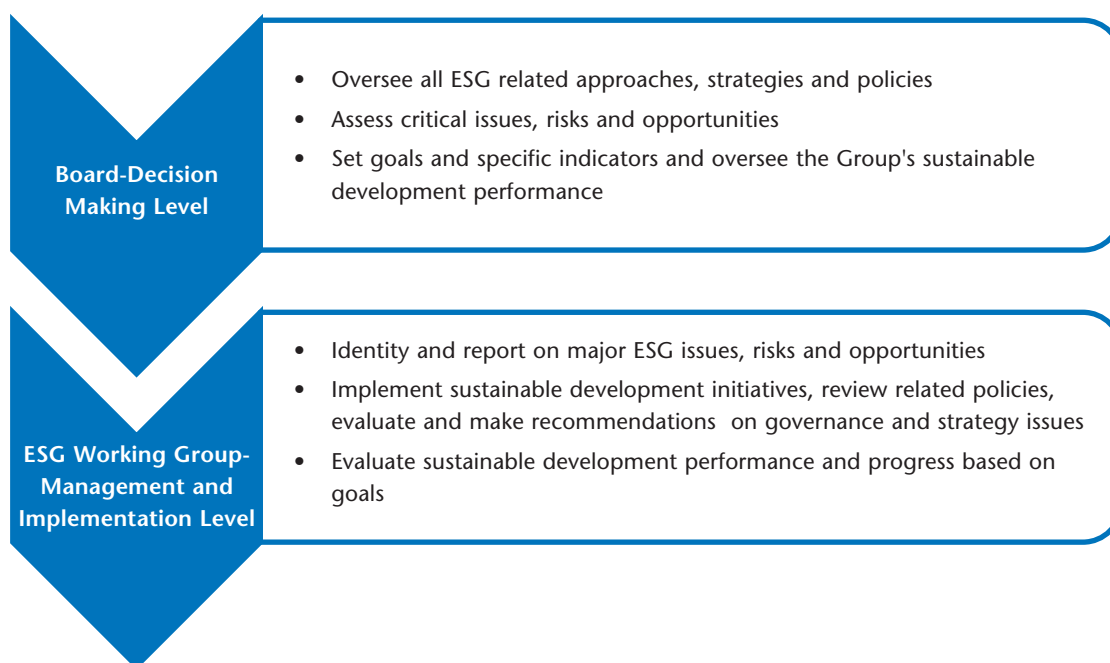 • Oversee all ESG related approaches, strategies and policies
• Assess critical issues, risks and opportunities
• Set goals and specific indicators and oversee the Group's sustainable
development performance
Board-Decision
Making Level
• Identity and report on major ESG issues, risks and opportunities
• Implement sustainable development initiatives, review related policies,
evaluate and make recommendations on governance and strategy issues
• Evaluate sustainable development performance and progress based on
goals
ESG Working Group-
Management and
Implementation Level